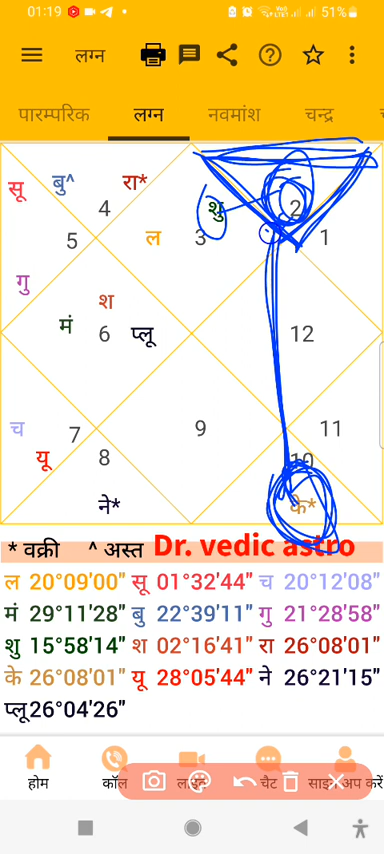 01:19 51%
लग्न
पारम्परिक लग्न नवमांश चन्द्र
सू बु^ रा* शु 2
4
5 ल 3 1
गु श
मं 6 प्लू 12
च 7 9 11
यू 8 10
ने* के*
* वक्री ^ अस्त Dr. vedic astro
ल 20°09'00" सू 01°32'44" च 20°12'08"
मं 29°11'28" बु 22°39'11" गु 21°28'58"
शु 15°58'14" श 02°16'41" रा 26°08'01"
के 26°08'01" यू 28°05'44" ने 26°21'15"
प्लू26°04'26"
होम कॉल चैट करें